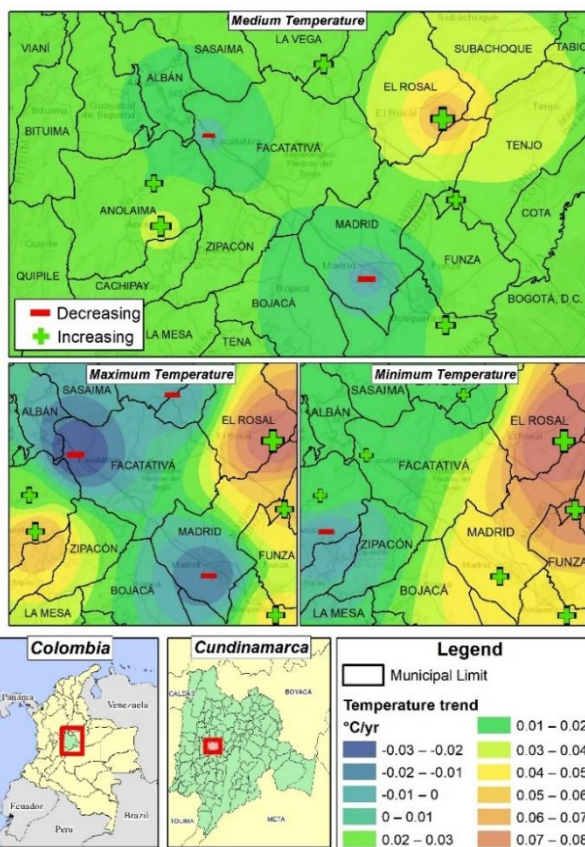 Medium Temperature
LA VEGA
SUBACHOQUE
VIANÍ
SASAIMA
TABIO
ALBÁN
EL ROSAL
El Rosal
BITUIMA
FACATATIVÁ
TENJO
ANOLAIMA
MADRID
COTA
ZIPACÓN
FUNZA
QUIPILE
CACHIPAY
BOJACÁ
BOGOTÁ, D.C.
LA MESA
TENA
Decreasing
Increasing
Maximum Temperature
SASAIMA
ALBÁN
EL ROSAL
FACATATIVÁ
MADRID
ZIPACÓN
FUNZA
BOJACÁ
LA MESA
Minimum Temperature
SASAIMA
ALBÁN
EL ROSAL
FACATATIVÁ
ZIPACÓN
MADRID
FUNZA
BOJACÁ
LA MESA
Colombia
Panama
Venezuela
Ecuador
Peru
Brazil
Cundinamarca
CALDAS
BOYACÁ
TOLIMA
META
Legend
Municipal Limit
Temperature trend
°C/yr
-0.03 – -0.02
-0.02 – -0.01
-0.01 – 0
0 – 0.01
0.02 – 0.03
0.01 – 0.02
0.03 – 0.04
0.04 – 0.05
0.05 – 0.06
0.06 – 0.07
0.07 – 0.08